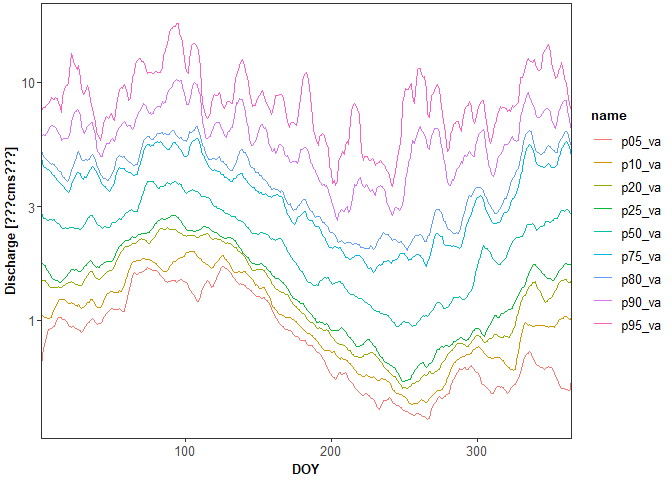 10
3
1
Discharge [???cms???]
100
200
300
DOY
name
p05_va
p10_va
p20_va
p25_va
p50_va
p75_va
p80_va
p90_va
p95_va